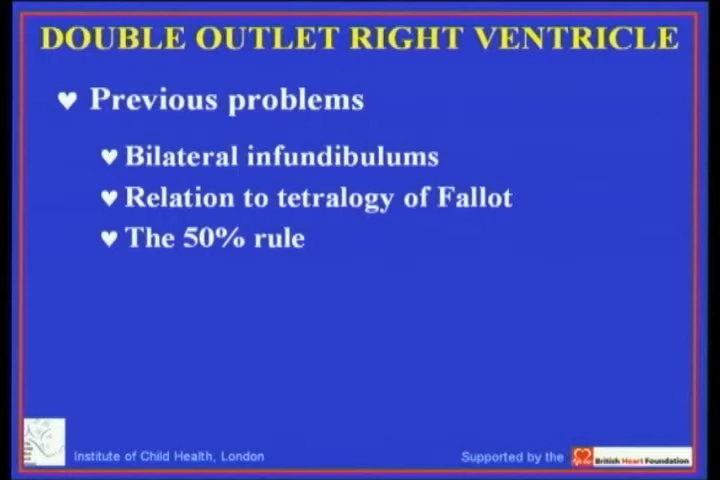 DOUBLE OUTLET RIGHT VENTRICLE
Previous problems
Bilateral infundibulums
Relation to tetralogy of Fallot
The 50% rule
Institute of Child Health, London
Supported by the
British Heart Foundation